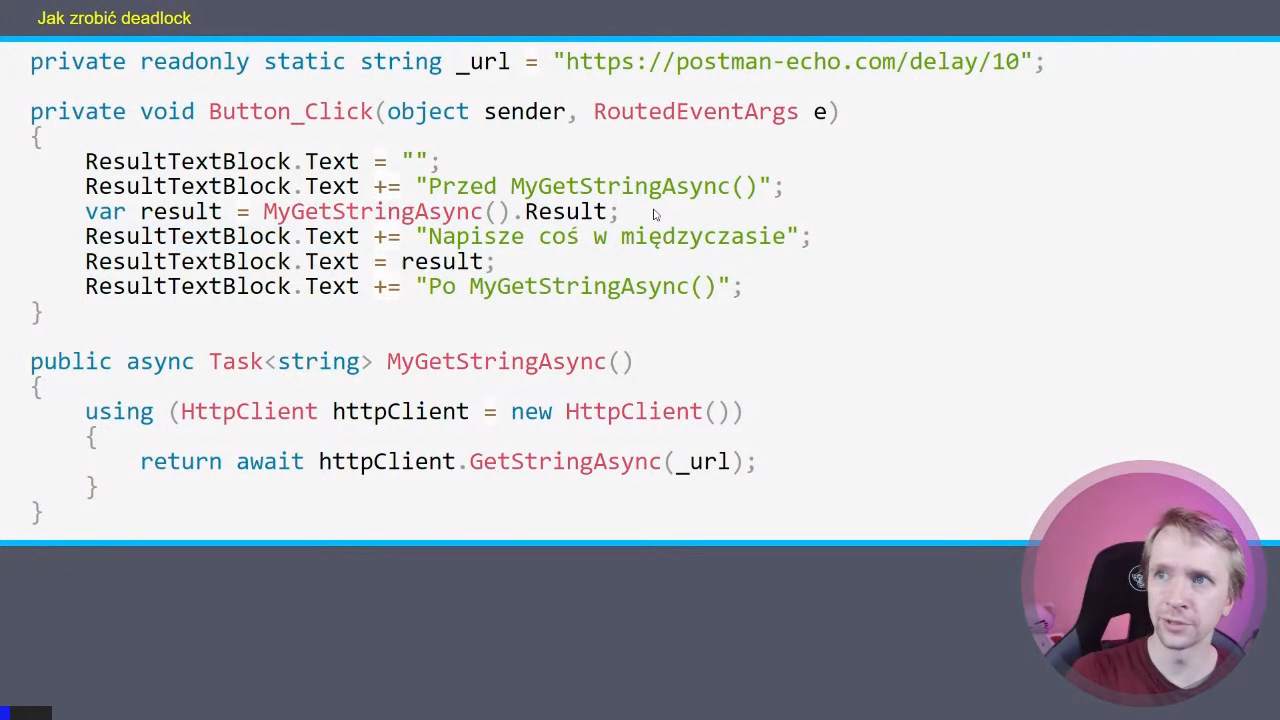 Jak zrobić deadlock
private readonly static string _url = "https://postman-echo.com/delay/10";
private void Button_Click(object sender, RoutedEventArgs e)
{
ResultTextBlock.Text = "";
ResultTextBlock.Text += "Przed MyGetStringAsync()";
var result = MyGetStringAsync().Result;
ResultTextBlock.Text += "Napisze coś w międzyczasie";
ResultTextBlock.Text = result;
ResultTextBlock.Text += "Po MyGetStringAsync()";
}
public async Task<string> MyGetStringAsync()
{
using (HttpClient httpClient = new HttpClient())
{
return await httpClient.GetStringAsync(_url);
}
}